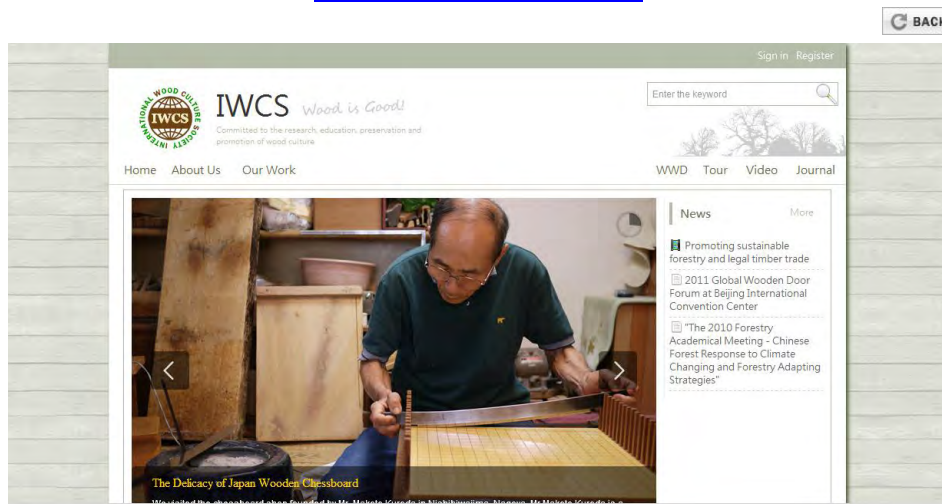 BACK
Sign in Register
INTERNATIONAL WOOD CULTURE SOCIETY
IWCS
IWCS Wood is Good!
Committed to the research, education, preservation and
promotion of wood culture
Enter the keyword
Home About Us Our Work
WWD Tour Video Journal
News More
Promoting sustainable
forestry and legal timber trade
2011 Global Wooden Door
Forum at Beijing International
Convention Center
"The 2010 Forestry
Academical Meeting - Chinese
Forest Response to Climate
Changing and Forestry Adapting
Strategies"
The Delicacy of Japan Wooden Chessboard